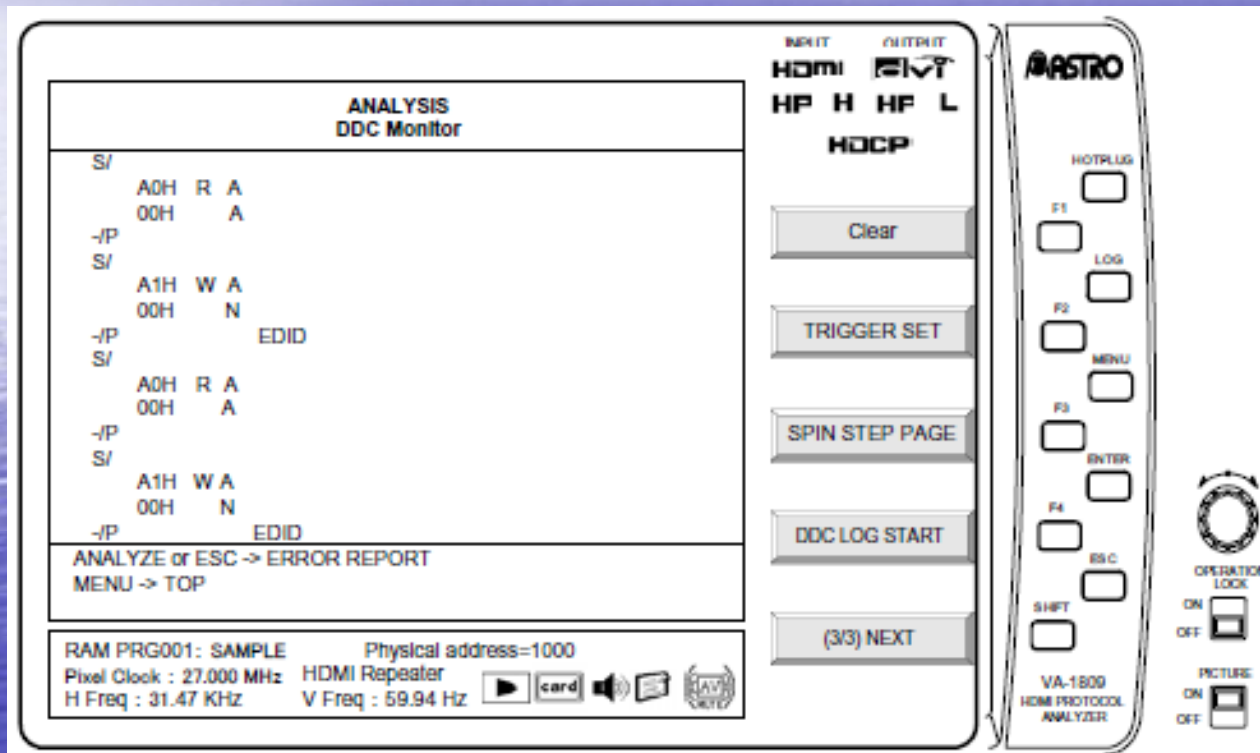 ANALYSIS
DDC Monitor
S/
A0H R A
00H A
-/P
S/
A1H W A
00H N
-/P EDID
S/
A0H R A
00H A
-/P
S/
A1H W A
00H N
-/P EDID
ANALYZE or ESC -> ERROR REPORT
MENU -> TOP
RAM PRG001: SAMPLE Physical address=1000
Pixel Clock : 27.000 MHz HDMI Repeater
H Freq : 31.47 KHz V Freq : 59.94 Hz
card
AV
MUTE
INPUT OUTPUT
HDMI DVI
HP H HP L
HDCP
Clear
TRIGGER SET
SPIN STEP PAGE
DDC LOG START
(3/3) NEXT
ASTRO
HOTPLUG
F1
LOG
F2
MENU
F3
ENTER
F4
ESC
SHIFT
VA-1809
HDMI PROTOCOL
ANALYZER
OPERATION
LOCK
ON
OFF
PICTURE
ON
OFF